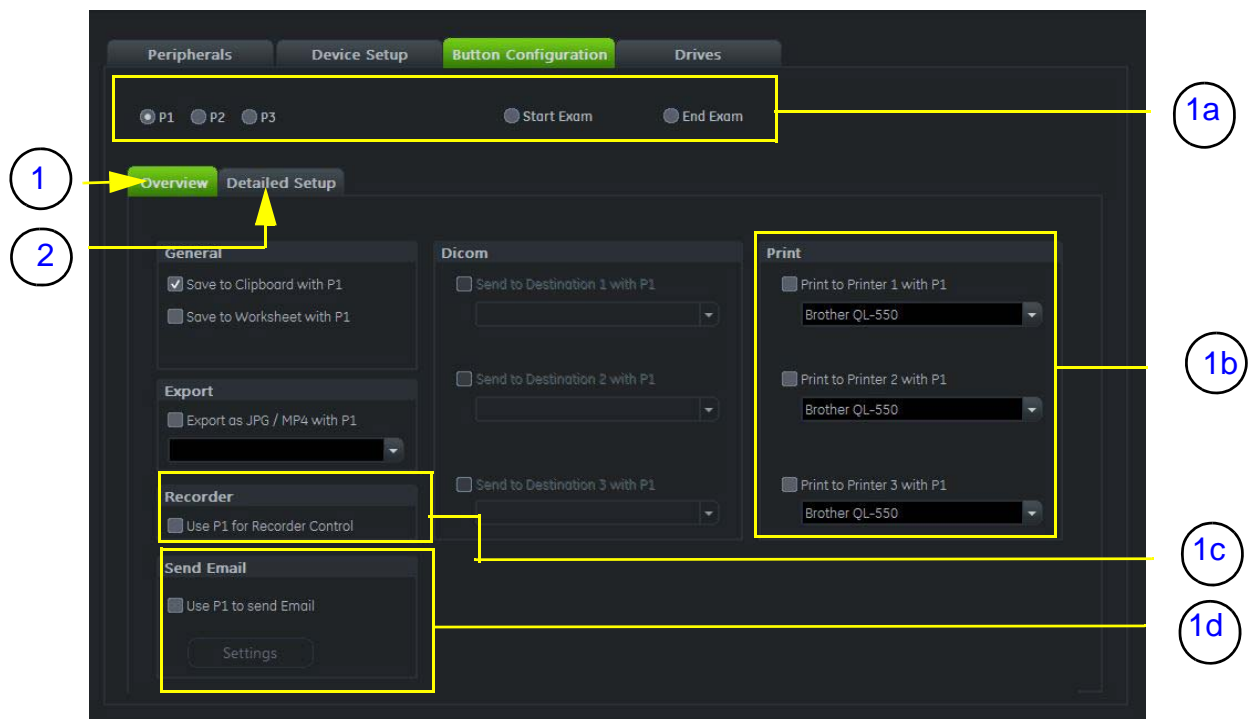 Peripherals Device Setup Button Configuration Drives
1a
P1 P2 P3 Start Exam End Exam
1
Overview Detailed Setup
2
General
Save to Clipboard with P1
Save to Worksheet with P1
Export
Export as JPG / MP4 with P1
Recorder
Use P1 for Recorder Control
Send Email
Use P1 to send Email
Settings
Dicom
Send to Destination 1 with P1
Send to Destination 2 with P1
Send to Destination 3 with P1
Print
Print to Printer 1 with P1
Brother QL-550
Print to Printer 2 with P1
Brother QL-550
Print to Printer 3 with P1
Brother QL-550
1b
1c
1d